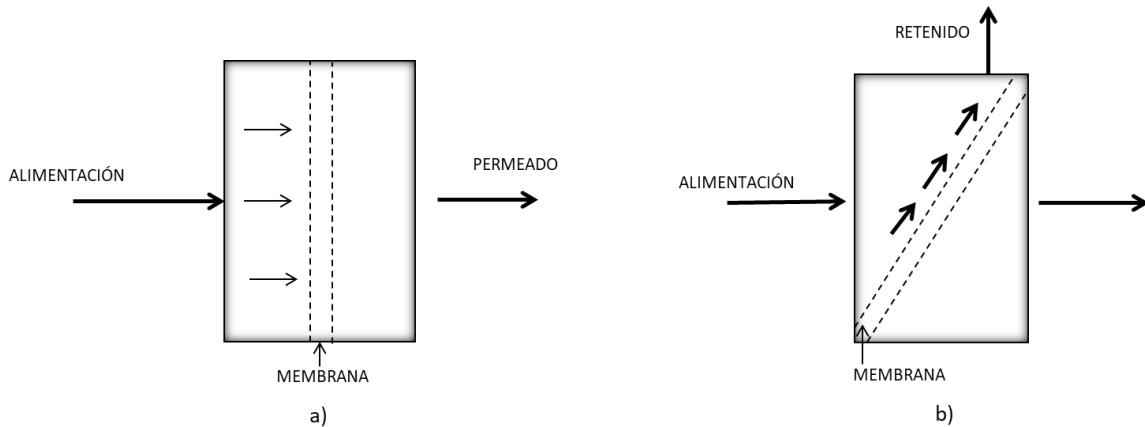 ALIMENTACIÓN
PERMEADO
MEMBRANA
a)
RETENIDO
ALIMENTACIÓN
MEMBRANA
b)